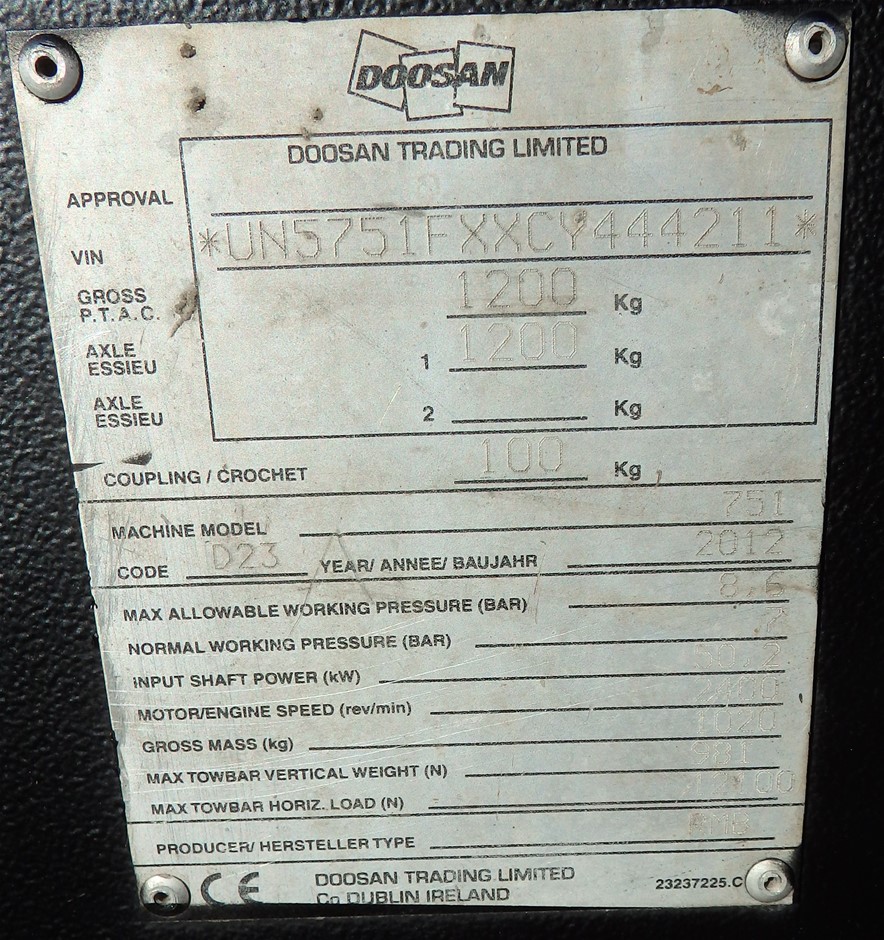 DOOSAN
DOOSAN TRADING LIMITED
APPROVAL
VIN *UN5751FXXCY444211*
GROSS P.T.A.C. 1200 Kg
AXLE ESSIEU 1 1200 Kg
AXLE ESSIEU 2 Kg
COUPLING / CROCHET 100 Kg
MACHINE MODEL 751
CODE D23 YEAR/ ANNEE/ BAUJAHR 2012
MAX ALLOWABLE WORKING PRESSURE (BAR) 8.6
NORMAL WORKING PRESSURE (BAR) 7
INPUT SHAFT POWER (kW)
MOTOR/ENGINE SPEED (rev/min)
GROSS MASS (kg)
MAX TOWBAR VERTICAL WEIGHT (N) 981
MAX TOWBAR HORIZ. LOAD (N)
PRODUCER/ HERSTELLER TYPE
CE DOOSAN TRADING LIMITED
Co DUBLIN IRELAND
23237225.C